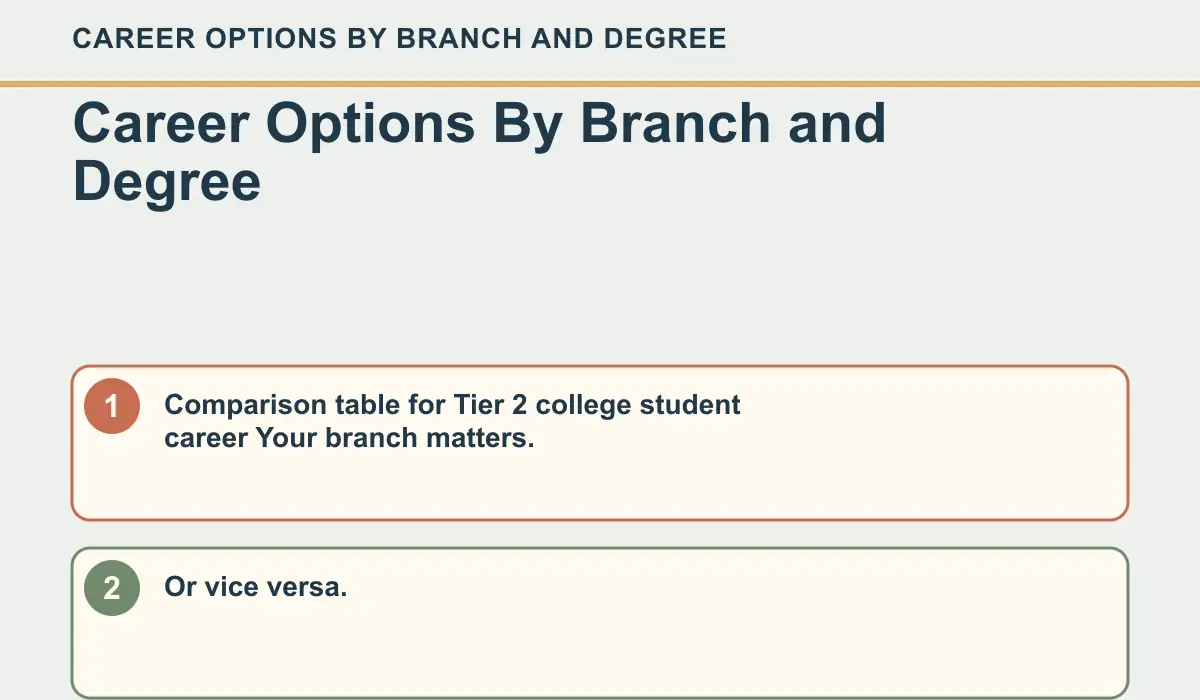 CAREER OPTIONS BY BRANCH AND DEGREE
Career Options By Branch and
Degree
1
Comparison table for Tier 2 college student
career Your branch matters.
2
Or vice versa.